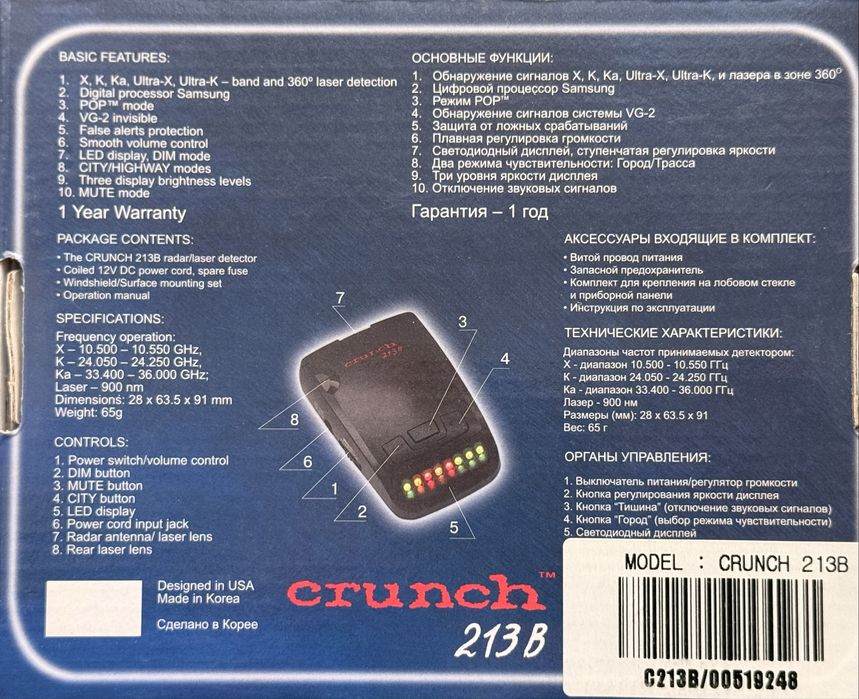 BASIC FEATURES:
1. X, K, Ka, Ultra-X, Ultra-K – band and 360º laser detection
2. Digital processor Samsung
3. POP™ mode
4. VG-2 invisible
5. False alerts protection
6. Smooth volume control
7. LED display, DIM mode
8. CITY/HIGHWAY modes
9. Three display brightness levels
10. MUTE mode
1 Year Warranty
PACKAGE CONTENTS:
• The CRUNCH 213B radar/laser detector
• Coiled 12V DC power cord, spare fuse
• Windshield/Surface mounting set
• Operation manual
SPECIFICATIONS:
Frequency operation:
X – 10.500 – 10.550 GHz,
K – 24.050 – 24.250 GHz,
Ka – 33.400 – 36.000 GHz;
Laser – 900 nm
Dimensions: 28 x 63.5 x 91 mm
Weight: 65g
CONTROLS:
1. Power switch/volume control
2. DIM button
3. MUTE button
4. CITY button
5. LED display
6. Power cord input jack
7. Radar antenna/ laser lens
8. Rear laser lens
Designed in USA
Made in Korea
Сделано в Корее
7
3
4
8
6
1
2
5
crunch
213B
crunch™
213B
ОСНОВНЫЕ ФУНКЦИИ:
1. Обнаружение сигналов X, K, Ka, Ultra-X, Ultra-K, и лазера в зоне 360º
2. Цифровой процессор Samsung
3. Режим POP™
4. Обнаружение сигналов системы VG-2
5. Защита от ложных срабатываний
6. Плавная регулировка громкости
7. Светодиодный дисплей, ступенчатая регулировка яркости
8. Два режима чувствительности: Город/Трасса
9. Три уровня яркости дисплея
10. Отключение звуковых сигналов
Гарантия – 1 год
АКСЕССУАРЫ ВХОДЯЩИЕ В КОМПЛЕКТ:
• Витой провод питания
• Запасной предохранитель
• Комплект для крепления на лобовом стекле
и приборной панели
• Инструкция по эксплуатации
ТЕХНИЧЕСКИЕ ХАРАКТЕРИСТИКИ:
Диапазоны частот принимаемых детектором:
X - диапазон 10.500 - 10.550 ГГц
К - диапазон 24.050 - 24.250 ГГц
Ка - диапазон 33.400 - 36.000 ГГц
Лазер - 900 нм
Размеры (мм): 28 x 63.5 x 91
Вес: 65 г
ОРГАНЫ УПРАВЛЕНИЯ:
1. Выключатель питания/регулятор громкости
2. Кнопка регулирования яркости дисплея
3. Кнопка "Тишина" (отключение звуковых сигналов)
4. Кнопка "Город" (выбор режима чувствительности)
5. Светодиодный дисплей
MODEL : CRUNCH 213B
C213B/00519248